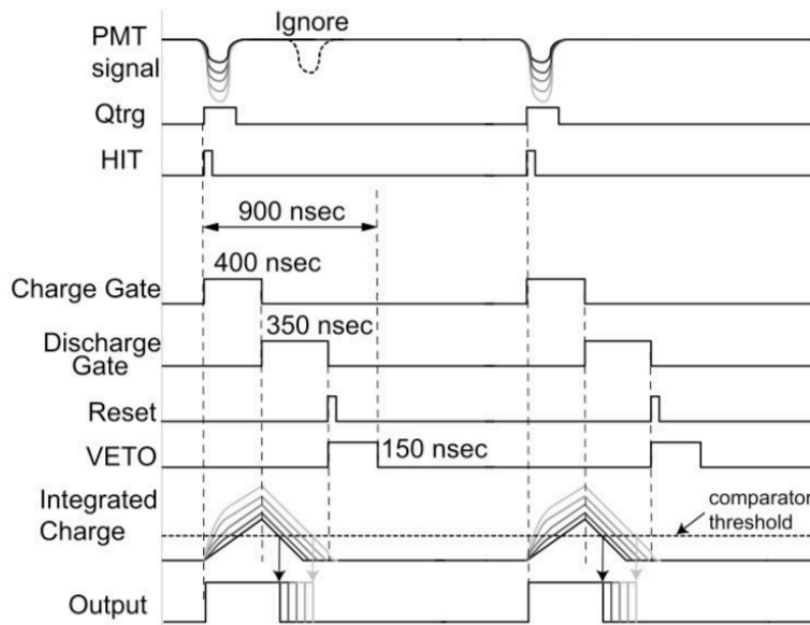 Ignore
PMT
signal
Qtrg
HIT
900 nsec
400 nsec
Charge Gate
350 nsec
Discharge
Gate
Reset
VETO
150 nsec
Integrated
Charge
comparator
threshold
Output